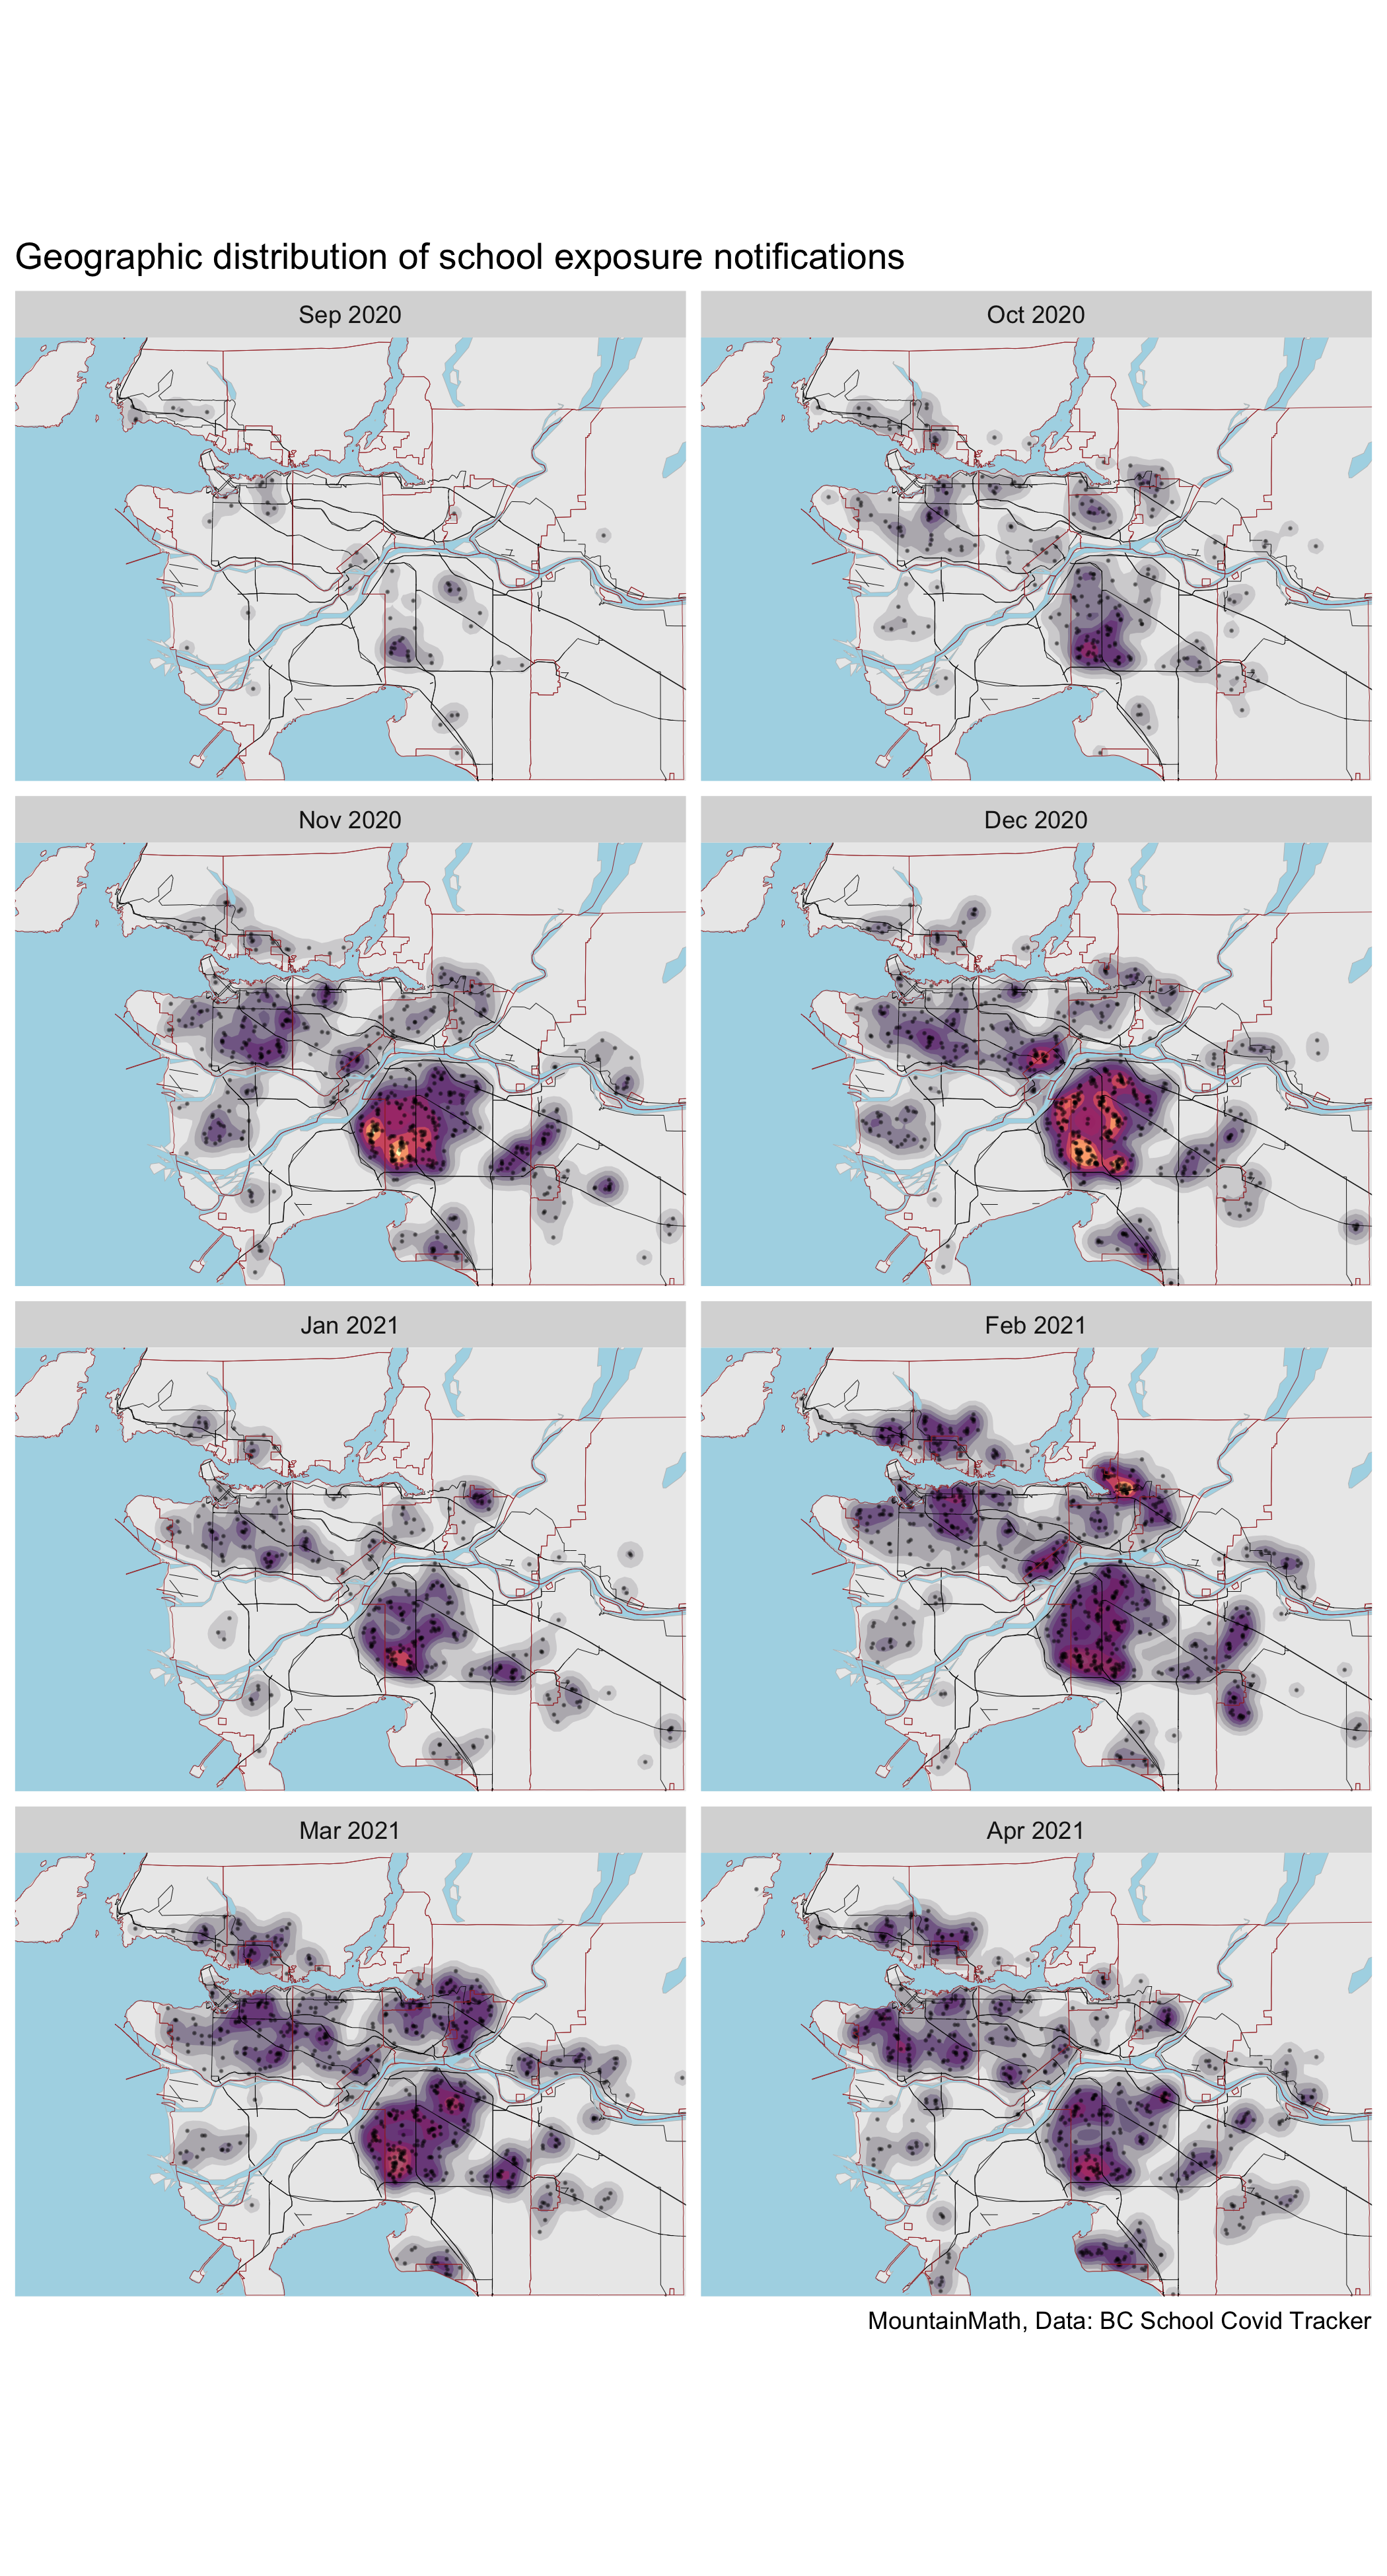 Geographic distribution of school exposure notifications
Sep 2020
Oct 2020
Nov 2020
Dec 2020
Jan 2021
Feb 2021
Mar 2021
Apr 2021
MountainMath, Data: BC School Covid Tracker